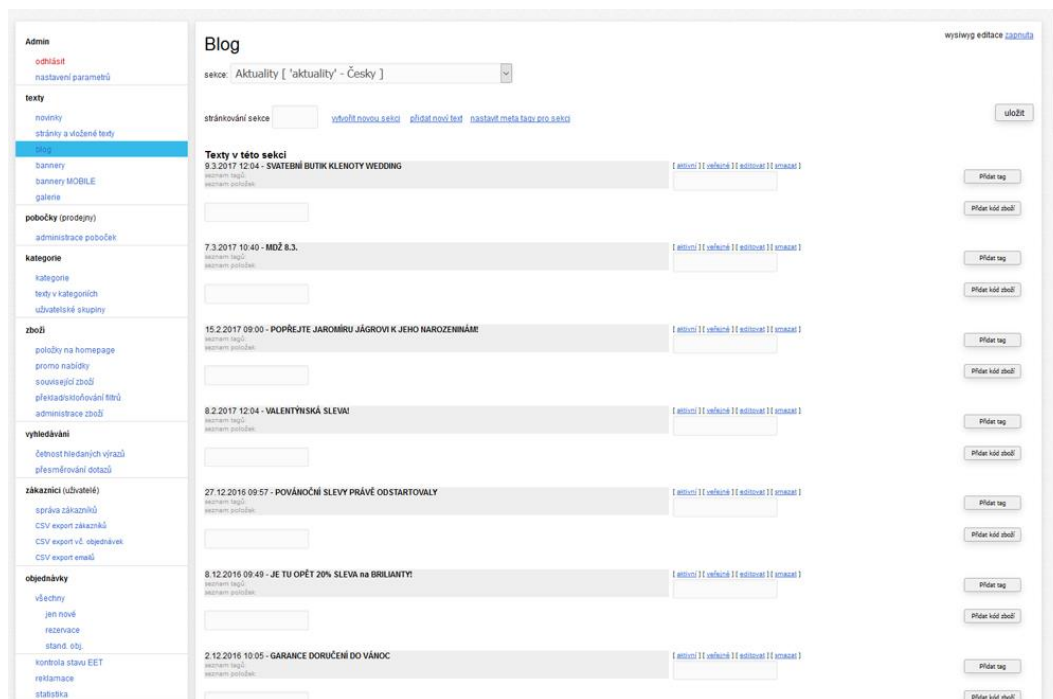 Admin
odhlásit
nastavení parametrů
texty
novinky
stránky a vložené texty
blog
bannery
bannery MOBILE
galerie
pobočky (prodejny)
administrace poboček
kategorie
kategorie
texty v kategoriích
uživatelské skupiny
zboží
položky na homepage
promo nabídky
související zboží
překlad/skloňování filtrů
administrace zboží
vyhledávání
četnost hledaných výrazů
přesměrování dotazů
zákazníci (uživatelé)
správa zákazníků
CSV export zákazníků
CSV export vč. objednávek
CSV export emailů
objednávky
všechny
jen nové
rezervace
stand. obj.
kontrola stavu EET
reklamace
statistika
wysiwyg editace zapnuta
Blog
sekce: Aktuality [ 'aktuality' - Česky ]
stránkování sekce vytvořit novou sekci přidat nový text nastavit meta tagy pro sekci uložit
Texty v této sekci
9.3.2017 12:04 - SVATEBNÍ BUTIK KLENOTY WEDDING [ aktivní ] [ veřejné ] [ editovat ] [ smazat ]
seznam tagů:
seznam položek:
Přidat tag
Přidat kód zboží
7.3.2017 10:40 - MDŽ 8.3. [ aktivní ] [ veřejné ] [ editovat ] [ smazat ]
seznam tagů:
seznam položek:
Přidat tag
Přidat kód zboží
15.2.2017 09:00 - POPŘEJTE JAROMÍRU JÁGROVI K JEHO NAROZENINÁM! [ aktivní ] [ veřejné ] [ editovat ] [ smazat ]
seznam tagů:
seznam položek:
Přidat tag
Přidat kód zboží
8.2.2017 12:04 - VALENTÝNSKÁ SLEVA! [ aktivní ] [ veřejné ] [ editovat ] [ smazat ]
seznam tagů:
seznam položek:
Přidat tag
Přidat kód zboží
27.12.2016 09:57 - POVÁNOČNÍ SLEVY PRÁVĚ ODSTARTOVALY [ aktivní ] [ veřejné ] [ editovat ] [ smazat ]
seznam tagů:
seznam položek:
Přidat tag
Přidat kód zboží
8.12.2016 09:49 - JE TU OPĚT 20% SLEVA na BRILIANTY! [ aktivní ] [ veřejné ] [ editovat ] [ smazat ]
seznam tagů:
seznam položek:
Přidat tag
Přidat kód zboží
2.12.2016 10:05 - GARANCE DORUČENÍ DO VÁNOC [ aktivní ] [ veřejné ] [ editovat ] [ smazat ]
seznam tagů:
seznam položek:
Přidat tag
Přidat kód zboží